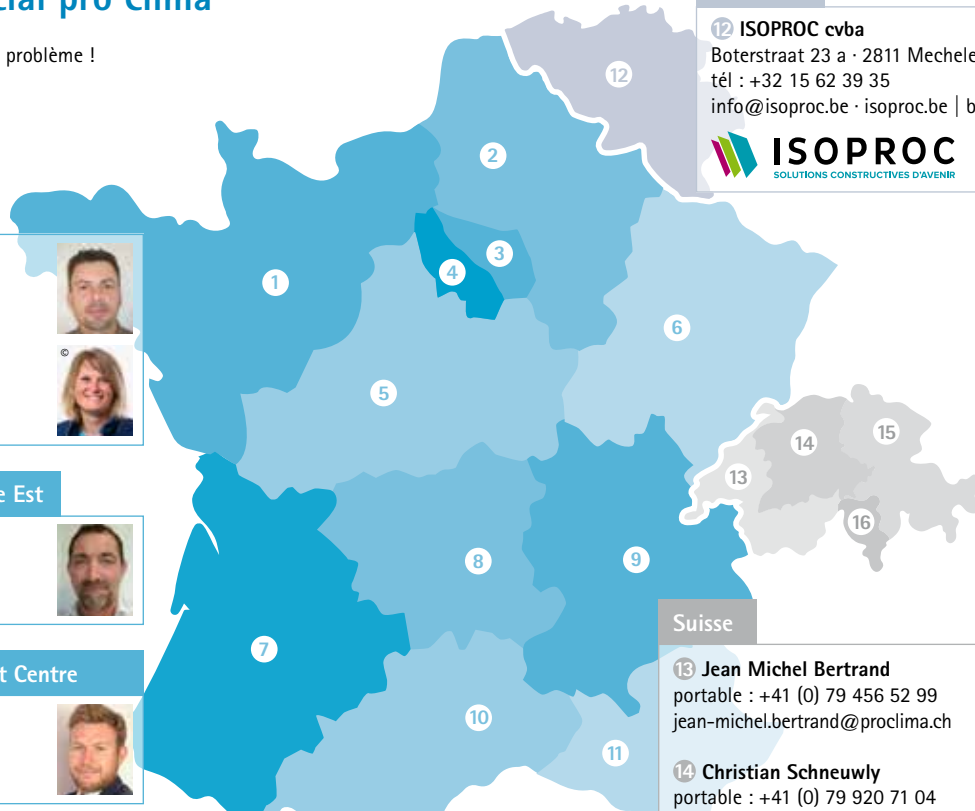 cial pro Clima
problème !
12 ISOPROC cvba
Boterstraat 23 a · 2811 Mechele
tél : +32 15 62 39 35
info@isoproc.be · isoproc.be | b
ISOPROC
SOLUTIONS CONSTRUCTIVES D'AVENIR
12
2
3
4
1
6
5
©
15
14
13
16
e Est
8
9
7
t Centre
10
11
Suisse
13 Jean Michel Bertrand
portable : +41 (0) 79 456 52 99
jean-michel.bertrand@proclima.ch
14 Christian Schneuwly
portable : +41 (0) 79 920 71 04